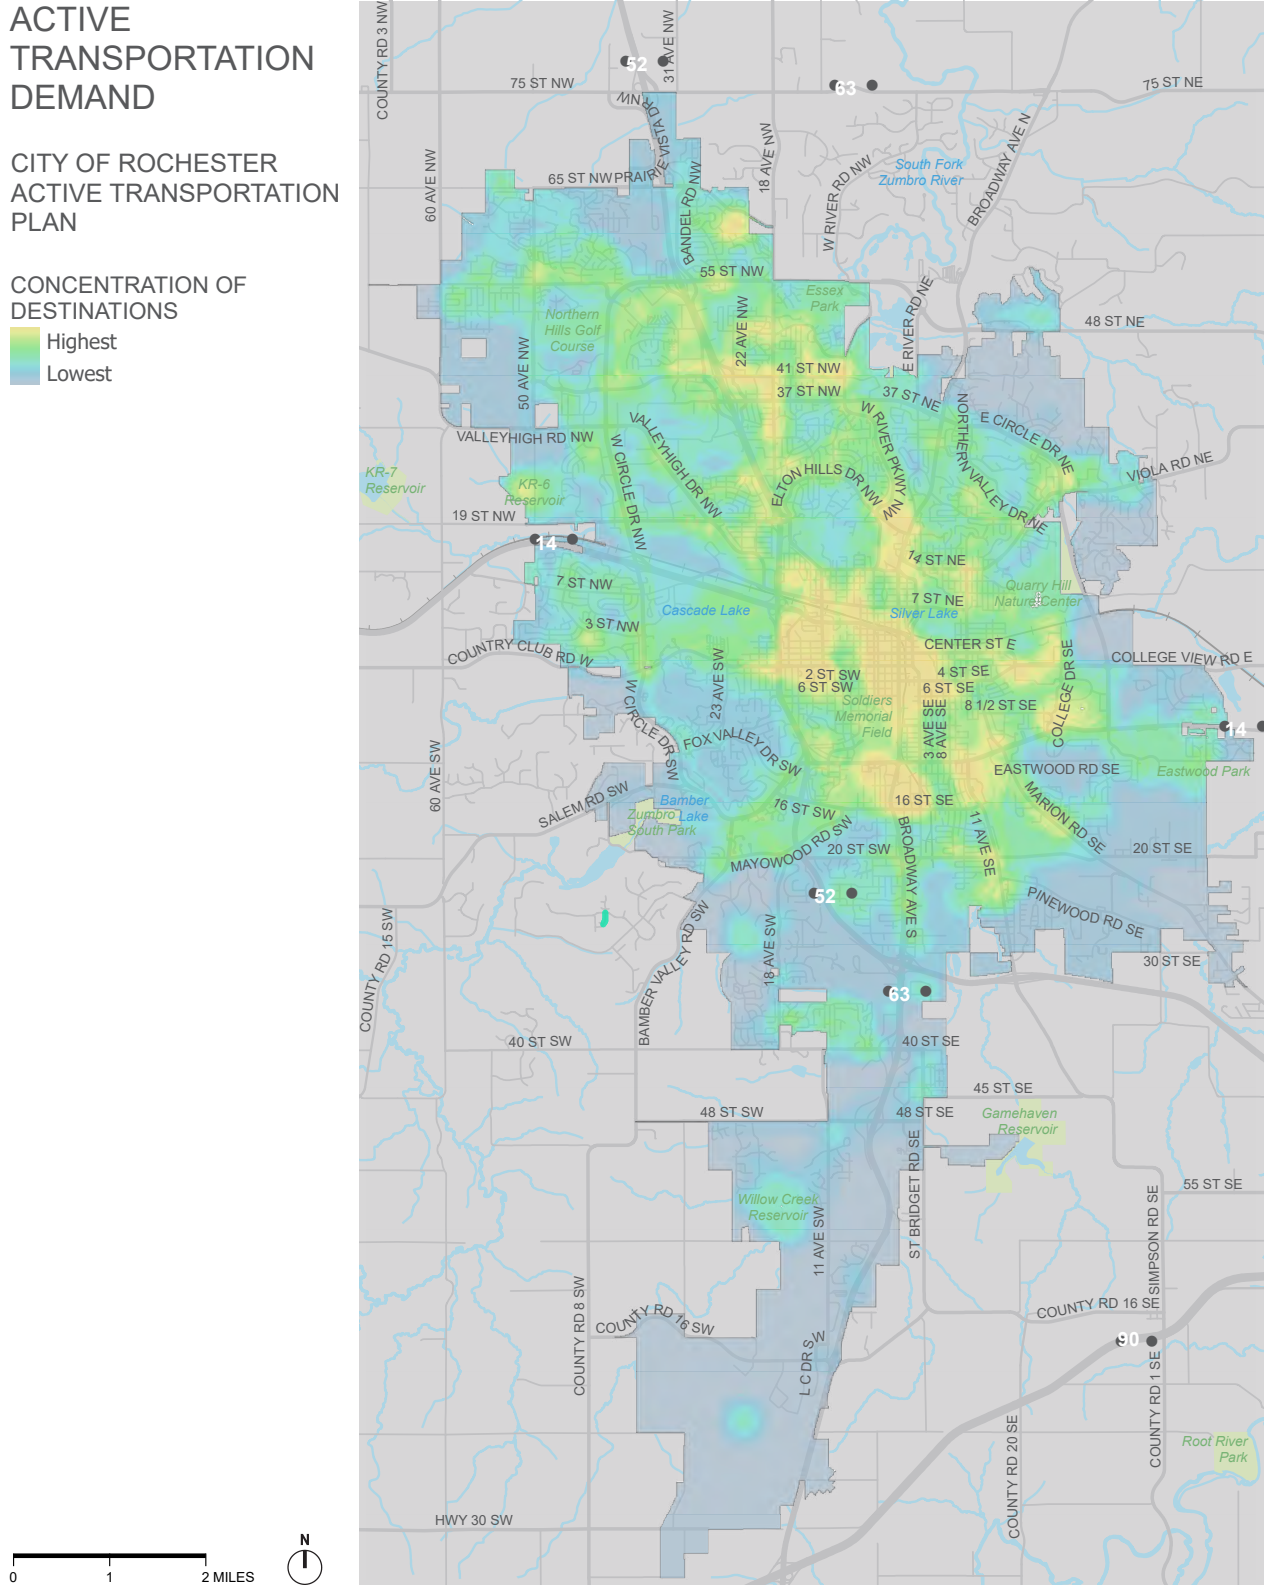 ACTIVE
TRANSPORTATION
DEMAND
CITY OF ROCHESTER
ACTIVE TRANSPORTATION
PLAN
CONCENTRATION OF
DESTINATIONS
Highest
Lowest
COUNTY RD 3 NW
52
31 AVE NW
63
75 ST NW
75 ST NE
NW DR
PRAIRIE VISTA DR NW
65 ST NW
60 AVE NW
18 AVE NW
BANDEL RD NW
W RIVER RD NW
South Fork
Zumbro River
BROADWAY AVE N
55 ST NW
Essex
Park
E RIVER RD NE
48 ST NE
Northern
Hills Golf
Course
22 AVE NW
50 AVE NW
41 ST NW
37 ST NW
37 ST NE
W RIVER PKWY NW
NORTHERN VALLEY DR NE
E CIRCLE DR NE
VIOLA RD NE
VALLEYHIGH RD NW
VALLEYHIGH DR NW
W CIRCLE DR NW
ELTON HILLS DR NW
KR-7
Reservoir
KR-6
Reservoir
19 ST NW
14
14 ST NE
7 ST NW
7 ST NE
Quarry Hill
Nature Center
Cascade Lake
Silver Lake
3 ST NW
CENTER ST E
COUNTRY CLUB RD W
COLLEGE VIEW RD E
COLLEGE DR SE
2 ST SW
6 ST SW
4 ST SE
6 ST SE
8 1/2 ST SE
23 AVE SW
Soldiers
Memorial
Field
3 AVE SE
8 AVE SE
W CIRCLE DR SW
FOX VALLEY DR SW
14
60 AVE SW
EASTWOOD RD SE
Eastwood Park
SALEM RD SW
Bamber
Lake
Zumbro
South Park
16 ST SW
16 ST SE
MARION RD SE
MAYOWOOD RD SW
20 ST SW
20 ST SE
BROADWAY AVE S
11 AVE SE
52
PINEWOOD RD SE
30 ST SE
COUNTY RD 15 SW
BAMBER VALLEY RD SW
18 AVE SW
63
40 ST SW
40 ST SE
45 ST SE
48 ST SW
48 ST SE
Gamehaven
Reservoir
ST BRIDGET RD SE
55 ST SE
Willow Creek
Reservoir
11 AVE SW
SIMPSON RD SE
COUNTY RD 8 SW
COUNTY RD 16 SW
COUNTY RD 16 SE
90
L C DR SW
COUNTY RD 1 SE
COUNTY RD 20 SE
Root River
Park
HWY 30 SW
N
0 1 2 MILES